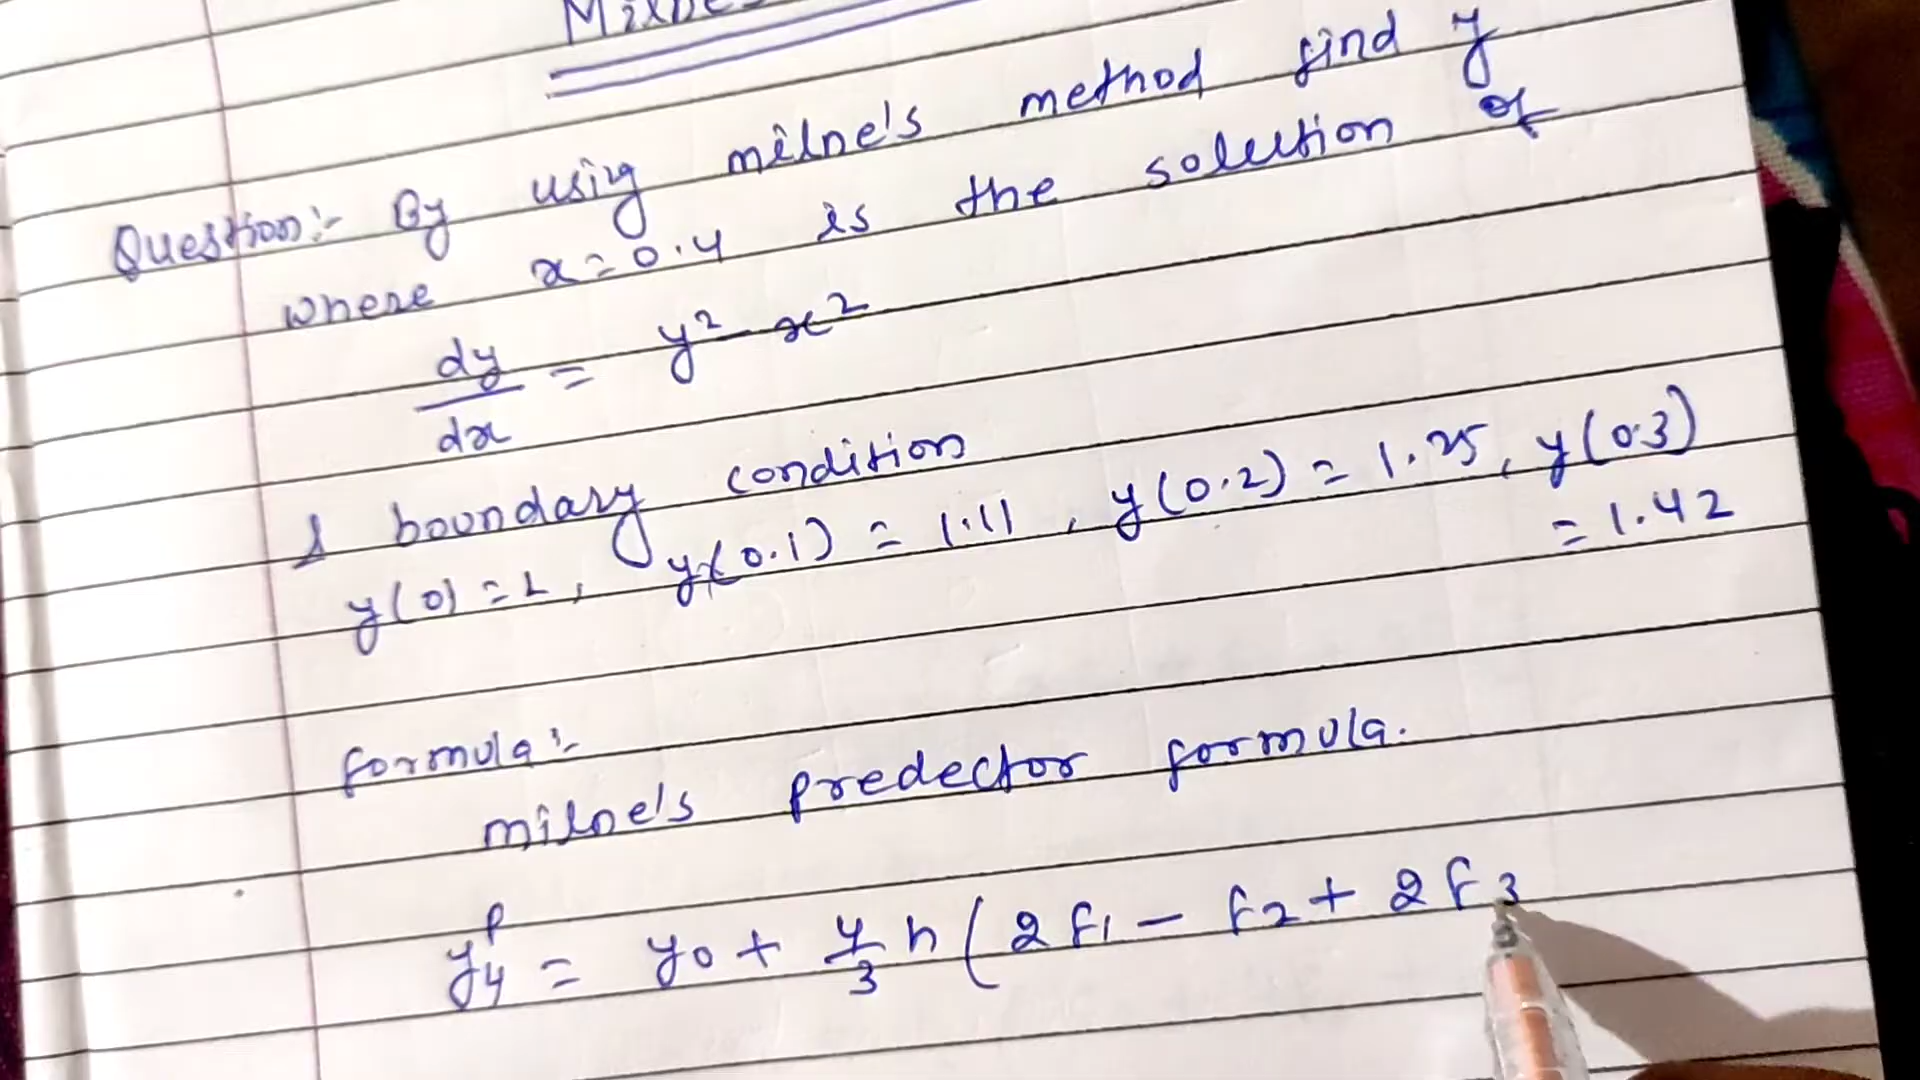 Question:- By using milne's method find y
where x = 0.4 is the solution of
dy/dx = y² - x²
& boundary condition
y(0) = 1, y(0.1) = 1.11, y(0.2) = 1.25, y(0.3)
= 1.42
formula:-
milne's predector formula.
y₄ᵖ = y₀ + 4/3 h (2f₁ - f₂ + 2f₃